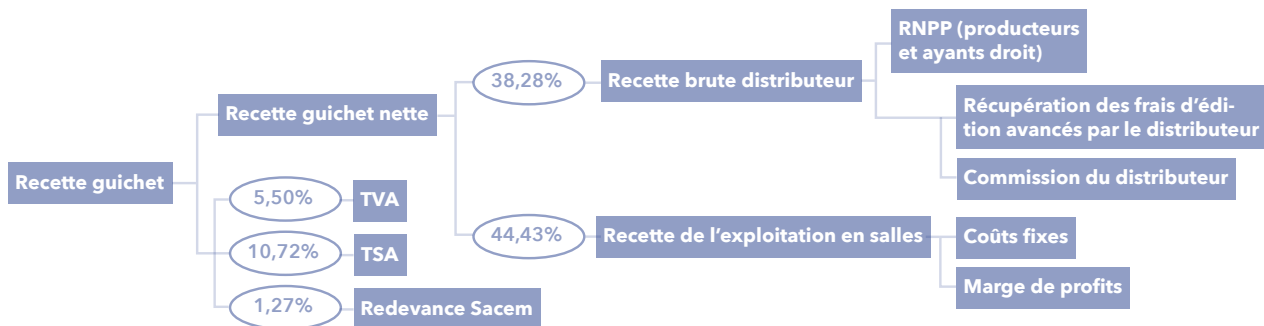 RNPP (producteurs
et ayants droit)
38,28%
Recette brute distributeur
Récupération des frais d’édi-
tion avancés par le distributeur
Recette guichet nette
Commission du distributeur
Recette guichet
5,50%
TVA
44,43%
Recette de l’exploitation en salles
Coûts fixes
10,72%
TSA
Marge de profits
1,27%
Redevance Sacem